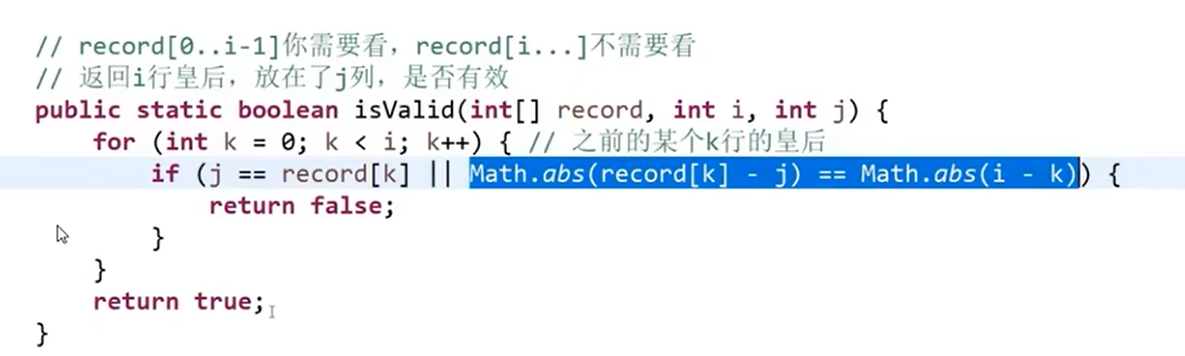 // record[0..i-1]你需要看，record[i...]不需要看
// 返回i行皇后，放在了j列，是否有效
public static boolean isValid(int[] record, int i, int j) {
    for (int k = 0; k < i; k++) { // 之前的某个k行的皇后
        if (j == record[k] || Math.abs(record[k] - j) == Math.abs(i - k)) {
            return false;
        }
    }
    return true;
}